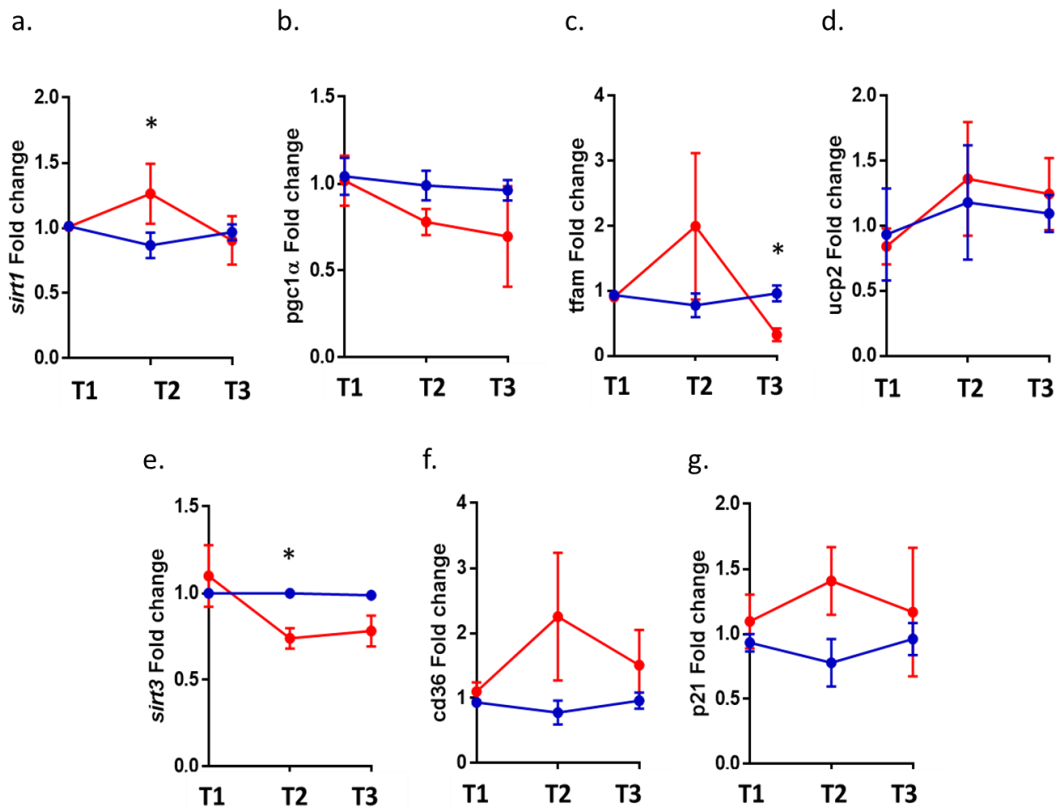 a.
b.
c.
d.
2.0
1.5
1.0
0.5
0.0
sirt1 Fold change
*
T1 T2 T3
1.5
1.0
0.5
0.0
pgc1α Fold change
T1 T2 T3
4
3
2
1
0
tfam Fold change
*
T1 T2 T3
2.0
1.5
1.0
0.5
0.0
ucp2 Fold change
T1 T2 T3
e.
f.
g.
1.5
1.0
0.5
0.0
sirt3 Fold change
*
T1 T2 T3
4
3
2
1
0
cd36 Fold change
T1 T2 T3
2.0
1.5
1.0
0.5
0.0
p21 Fold change
T1 T2 T3